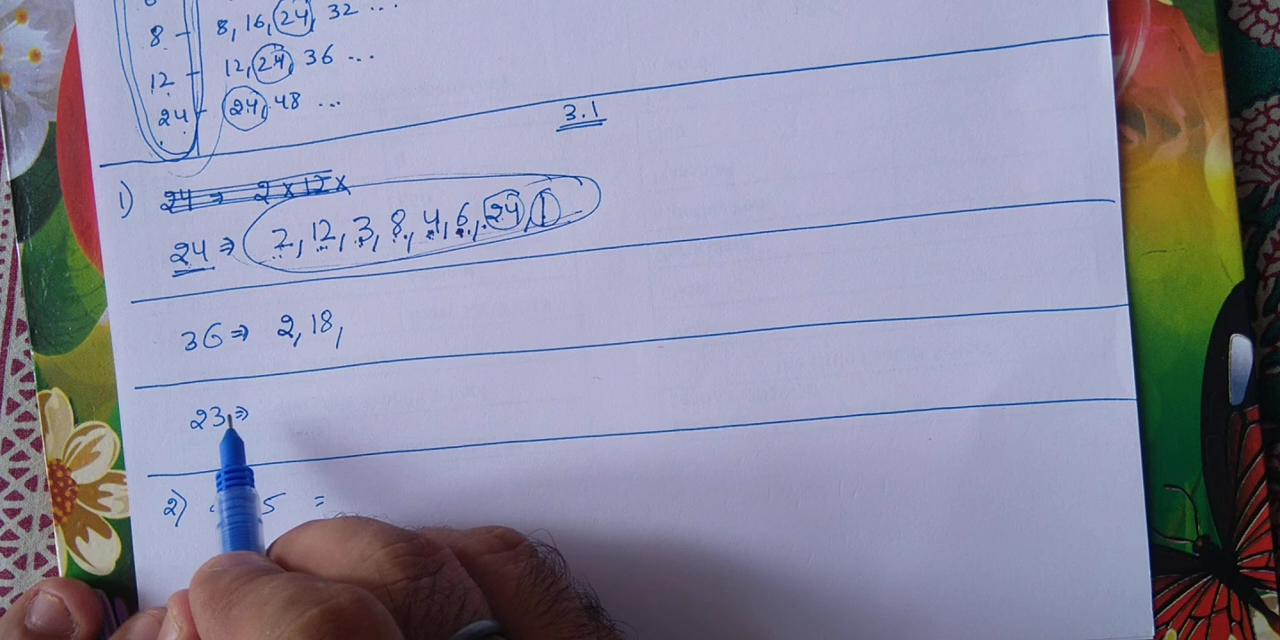 8 - 8, 16, 24, 32 ...
12 - 12, 24, 36 ...
24 - 24, 48 ...
3.1
1) 24 = 2 x 12 x
24 ⇒ 2, 12, 3, 8, 4, 6, 24, 1
36 ⇒ 2, 18,
23 ⇒
2) 5 =